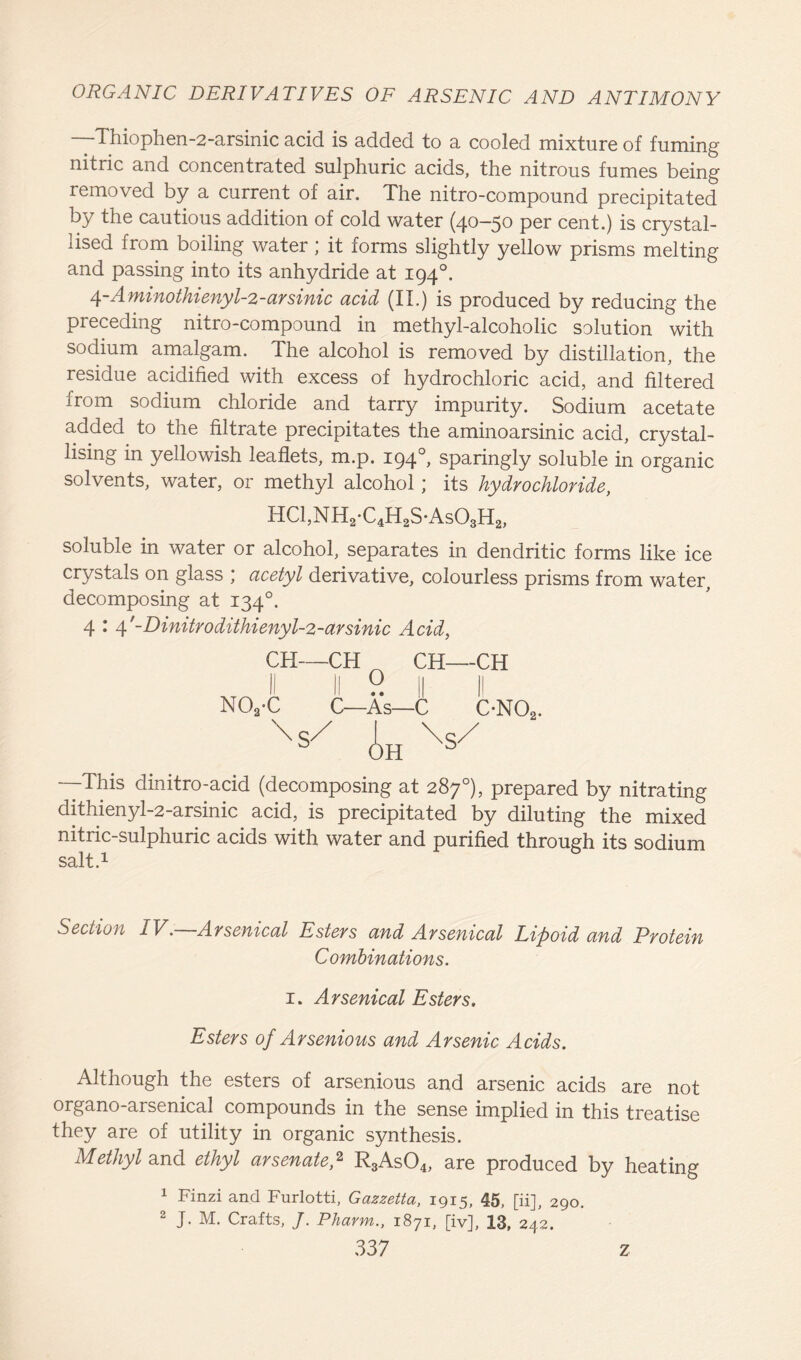 ORGANIC DERIVATIVES OF ARSENIC AND ANTIMONY
—Thiophen-2-arsinic acid is added to a cooled mixture of fuming
nitric and concentrated sulphuric acids, the nitrous fumes being
removed by a current of air. The nitro-compound precipitated
by the cautious addition of cold water (40–50 per cent.) is crystal-
lised from boiling water ; it forms slightly yellow prisms melting
and passing into its anhydride at 194°.
4-Aminothienyl-2-arsinic acid (II.) is produced by reducing the
preceding nitro-compound in methyl-alcoholic solution with
sodium amalgam. The alcohol is removed by distillation, the
residue acidified with excess of hydrochloric acid, and filtered
from sodium chloride and tarry impurity. Sodium acetate
added to the filtrate precipitates the aminoarsinic acid, crystal-
lising in yellowish leaflets, m.p. 194°, sparingly soluble in organic
solvents, water, or methyl alcohol ; its hydrochloride,
HCl,NH₂·C₄H₂S·AsO₃H₂,
soluble in water or alcohol, separates in dendritic forms like ice
crystals on glass ; acetyl derivative, colourless prisms from water,
decomposing at 134°.
4 : 4′-Dinitrodithienyl-2-arsinic Acid,
CH—CH CH—CH
O
NO₂·C C—As—C C·NO₂.
S OH S
—This dinitro-acid (decomposing at 287°), prepared by nitrating
dithienyl-2-arsinic acid, is precipitated by diluting the mixed
nitric-sulphuric acids with water and purified through its sodium
salt.¹
Section IV.—Arsenical Esters and Arsenical Lipoid and Protein
Combinations.
1. Arsenical Esters.
Esters of Arsenious and Arsenic Acids.
Although the esters of arsenious and arsenic acids are not
organo-arsenical compounds in the sense implied in this treatise
they are of utility in organic synthesis.
Methyl and ethyl arsenate,² R₃AsO₄, are produced by heating
¹ Finzi and Furlotti, Gazzetta, 1915, 45, [ii], 290.
² J. M. Crafts, J. Pharm., 1871, [iv], 13, 242.
337 Z